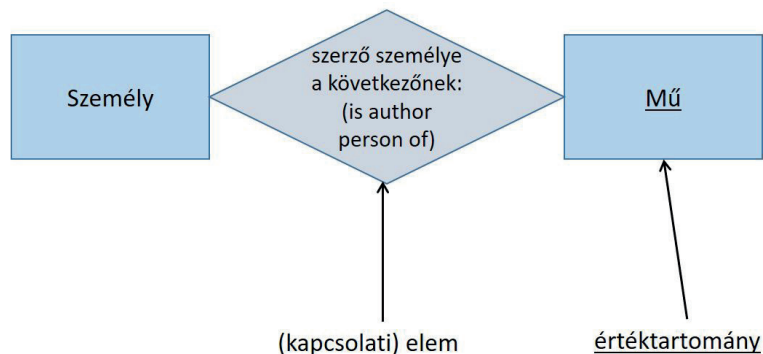 Személy
szerző személye
a következőnek:
(is author
person of)
Mű
(kapcsolati) elem
értéktartomány